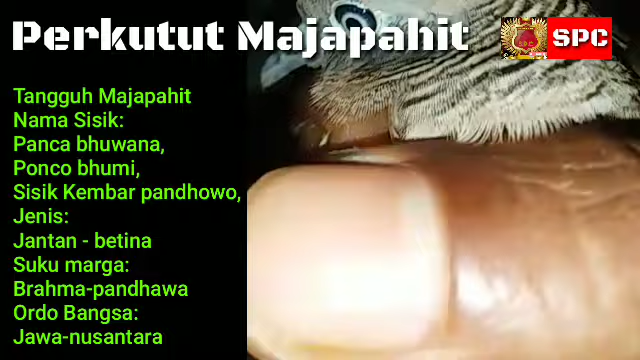 Perkutut Majapahit
SPC
Tangguh Majapahit
Nama Sisik:
Panca bhuwana,
Ponco bhumi,
Sisik Kembar pandhowo,
Jenis:
Jantan - betina
Suku marga:
Brahma-pandhawa
Ordo Bangsa:
Jawa-nusantara